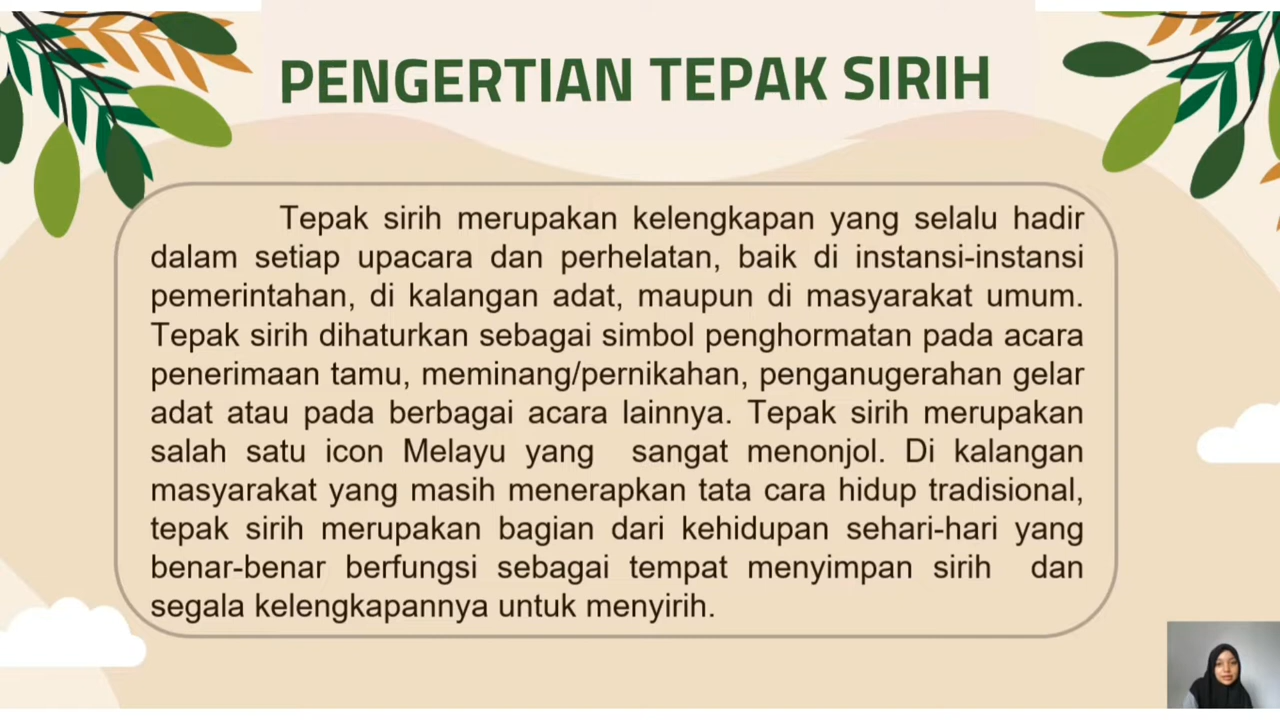 PENGERTIAN TEPAK SIRIH
Tepak sirih merupakan kelengkapan yang selalu hadir
dalam setiap upacara dan perhelatan, baik di instansi-instansi
pemerintahan, di kalangan adat, maupun di masyarakat umum.
Tepak sirih dihaturkan sebagai simbol penghormatan pada acara
penerimaan tamu, meminang/pernikahan, penganugerahan gelar
adat atau pada berbagai acara lainnya. Tepak sirih merupakan
salah satu icon Melayu yang sangat menonjol. Di kalangan
masyarakat yang masih menerapkan tata cara hidup tradisional,
tepak sirih merupakan bagian dari kehidupan sehari-hari yang
benar-benar berfungsi sebagai tempat menyimpan sirih dan
segala kelengkapannya untuk menyirih.